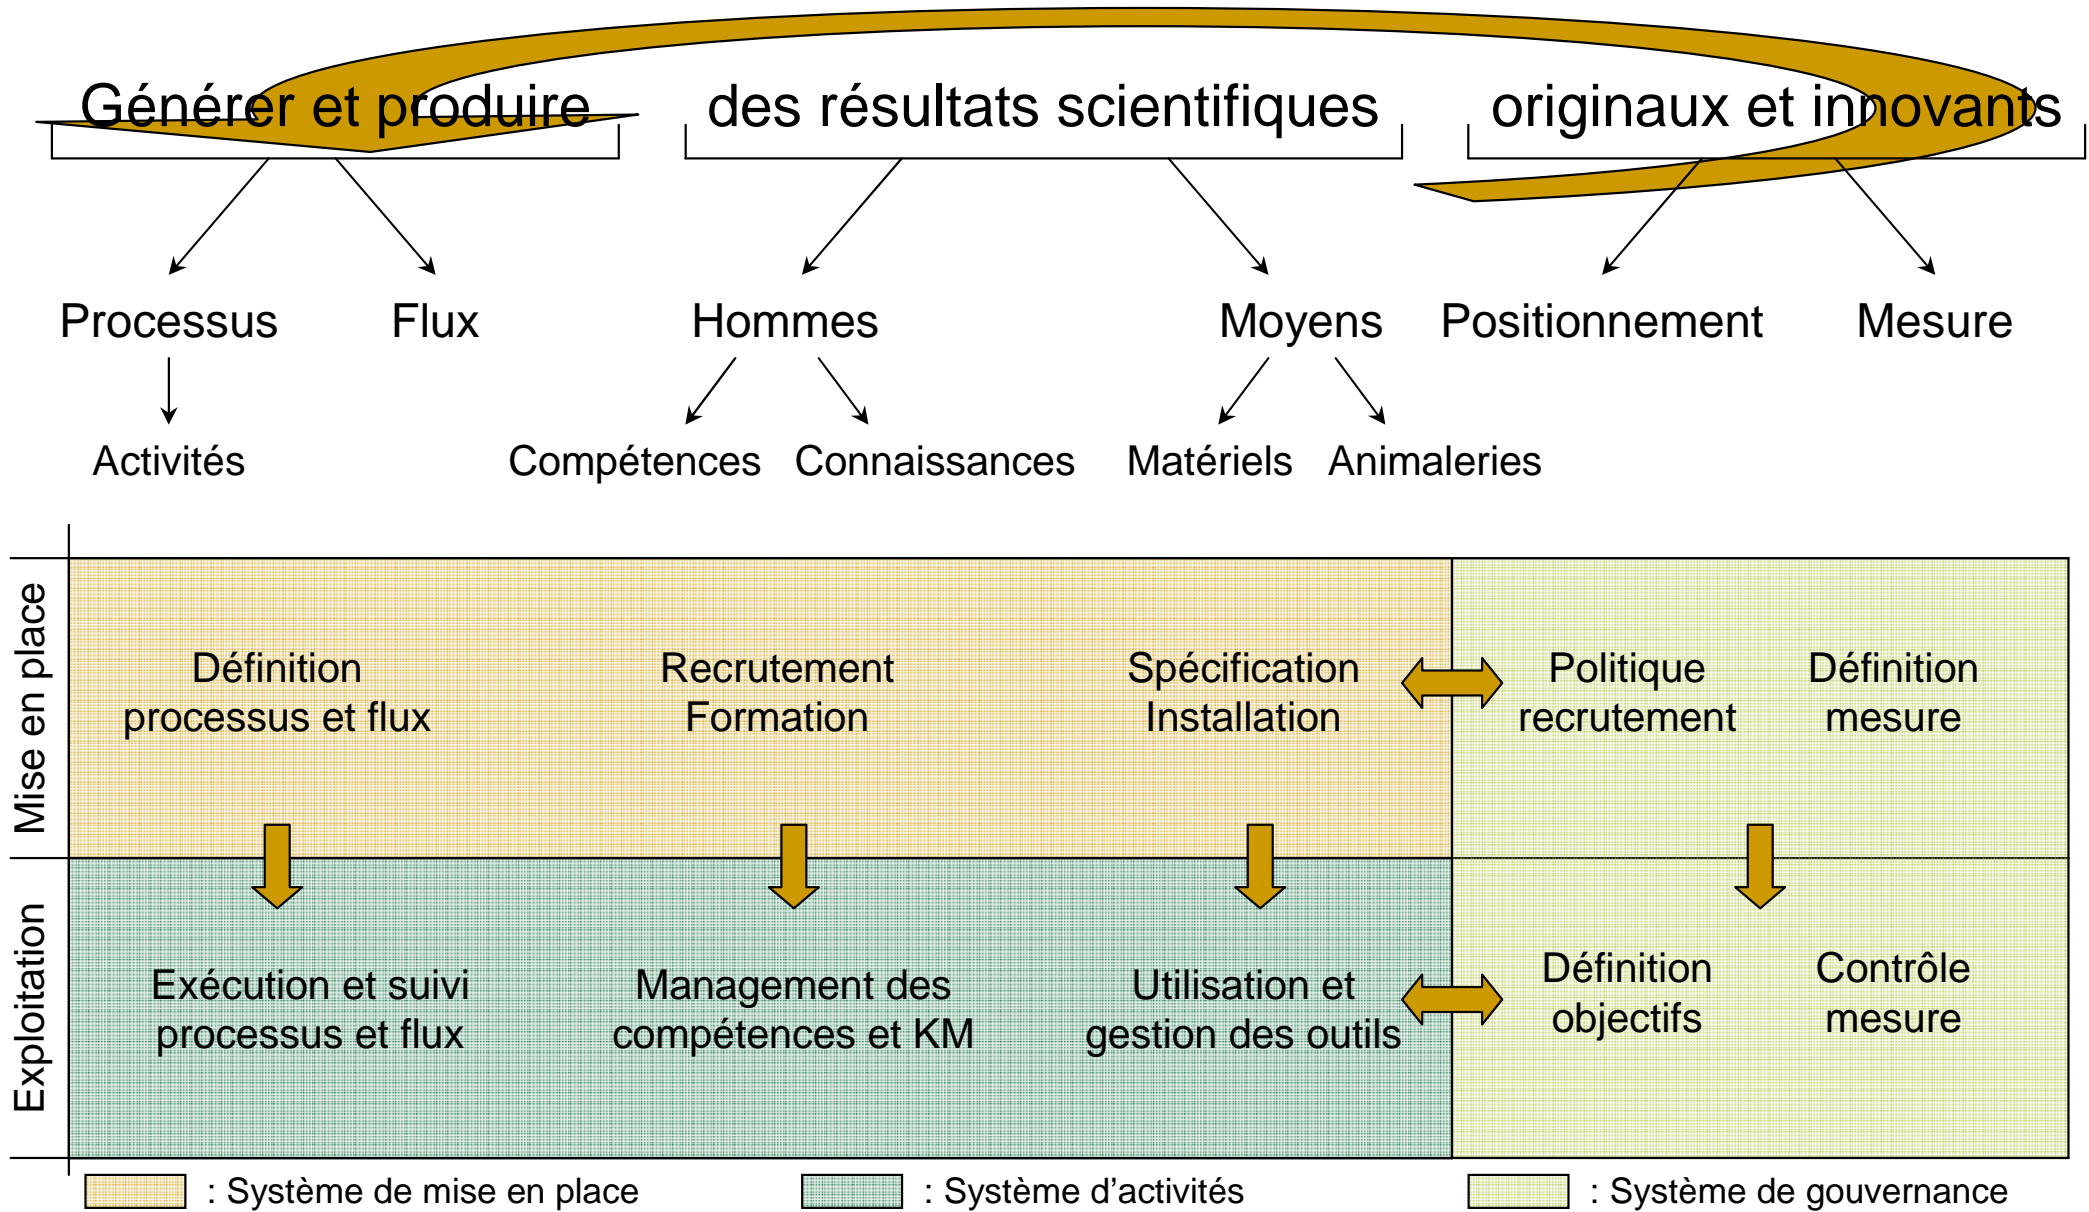 Générer et produire des résultats scientifiques originaux et innovants
Processus Flux Hommes Moyens Positionnement Mesure
Activités Compétences Connaissances Matériels Animaleries
Mise en place
Définition
processus et flux
Recrutement
Formation
Spécification
Installation
Politique
recrutement
Définition
mesure
Exploitation
Exécution et suivi
processus et flux
Management des
compétences et KM
Utilisation et
gestion des outils
Définition
objectifs
Contrôle
mesure
: Système de mise en place
: Système d’activités
: Système de gouvernance